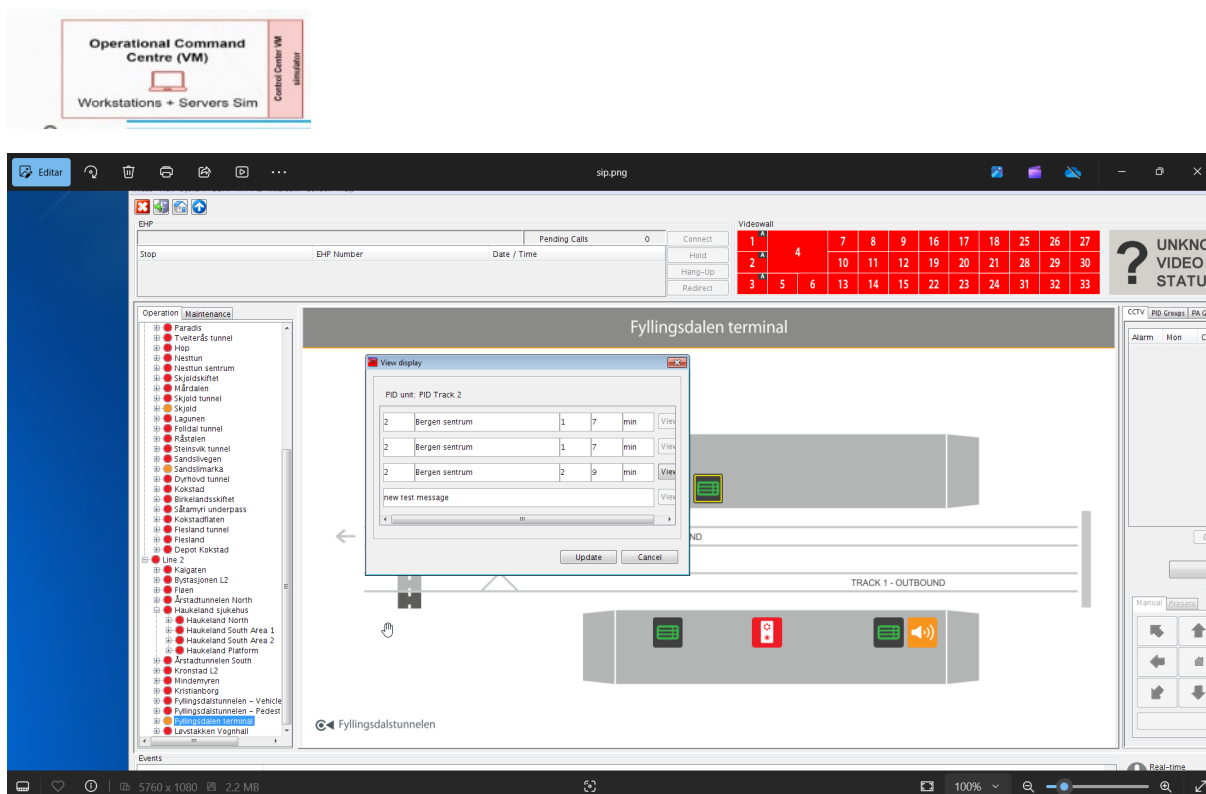 Operational Command
Centre (VM)
Workstations + Servers Sim
Control Center VM
simulator
Editar
sip.png
EHP
Pending Calls 0
Stop EHP Number Date / Time
Connect
Hold
Hang-Up
Redirect
Videowall
1 A 4 7 8 9 16 17 18 25 26 27
2 A 10 11 12 19 20 21 28 29 30
3 A 5 6 13 14 15 22 23 24 31 32 33
?
UNKNO
VIDEO
STATU
Operation Maintenance
Paradis
Tveiterås tunnel
Hop
Nesttun
Nesttun sentrum
Skjoldskiftet
Mårdalen
Skjold tunnel
Skjold
Lagunen
Folldal tunnel
Råstølen
Steinsvik tunnel
Sandslivegen
Sandslimarka
Dyrhovd tunnel
Kokstad
Birkelandsskiftet
Såtamyri underpass
Kokstadflaten
Flesland tunnel
Flesland
Depot Kokstad
Line 2
Kaigaten
Bystasjonen L2
Fløen
Årstadtunnelen North
Haukeland sjukehus
Haukeland North
Haukeland South Area 1
Haukeland South Area 2
Haukeland Platform
Årstadtunnelen South
Kronstad L2
Mindemyren
Kristianborg
Fyllingsdalstunnelen – Vehicle
Fyllingsdalstunnelen – Pedest
Fyllingsdalen terminal
Løvstakken Vognhall
Fyllingsdalen terminal
View display
PID unit: PID Track 2
2 Bergen sentrum 1 7 min View
2 Bergen sentrum 1 7 min View
2 Bergen sentrum 2 9 min View
new test message View
Update Cancel
ND
TRACK 1 - OUTBOUND
Fyllingsdalstunnelen
CCTV PID Groups PA G
Alarm Mon C
Manual Presets
Events
Real-time
5760 x 1080 2.2 MB
100%